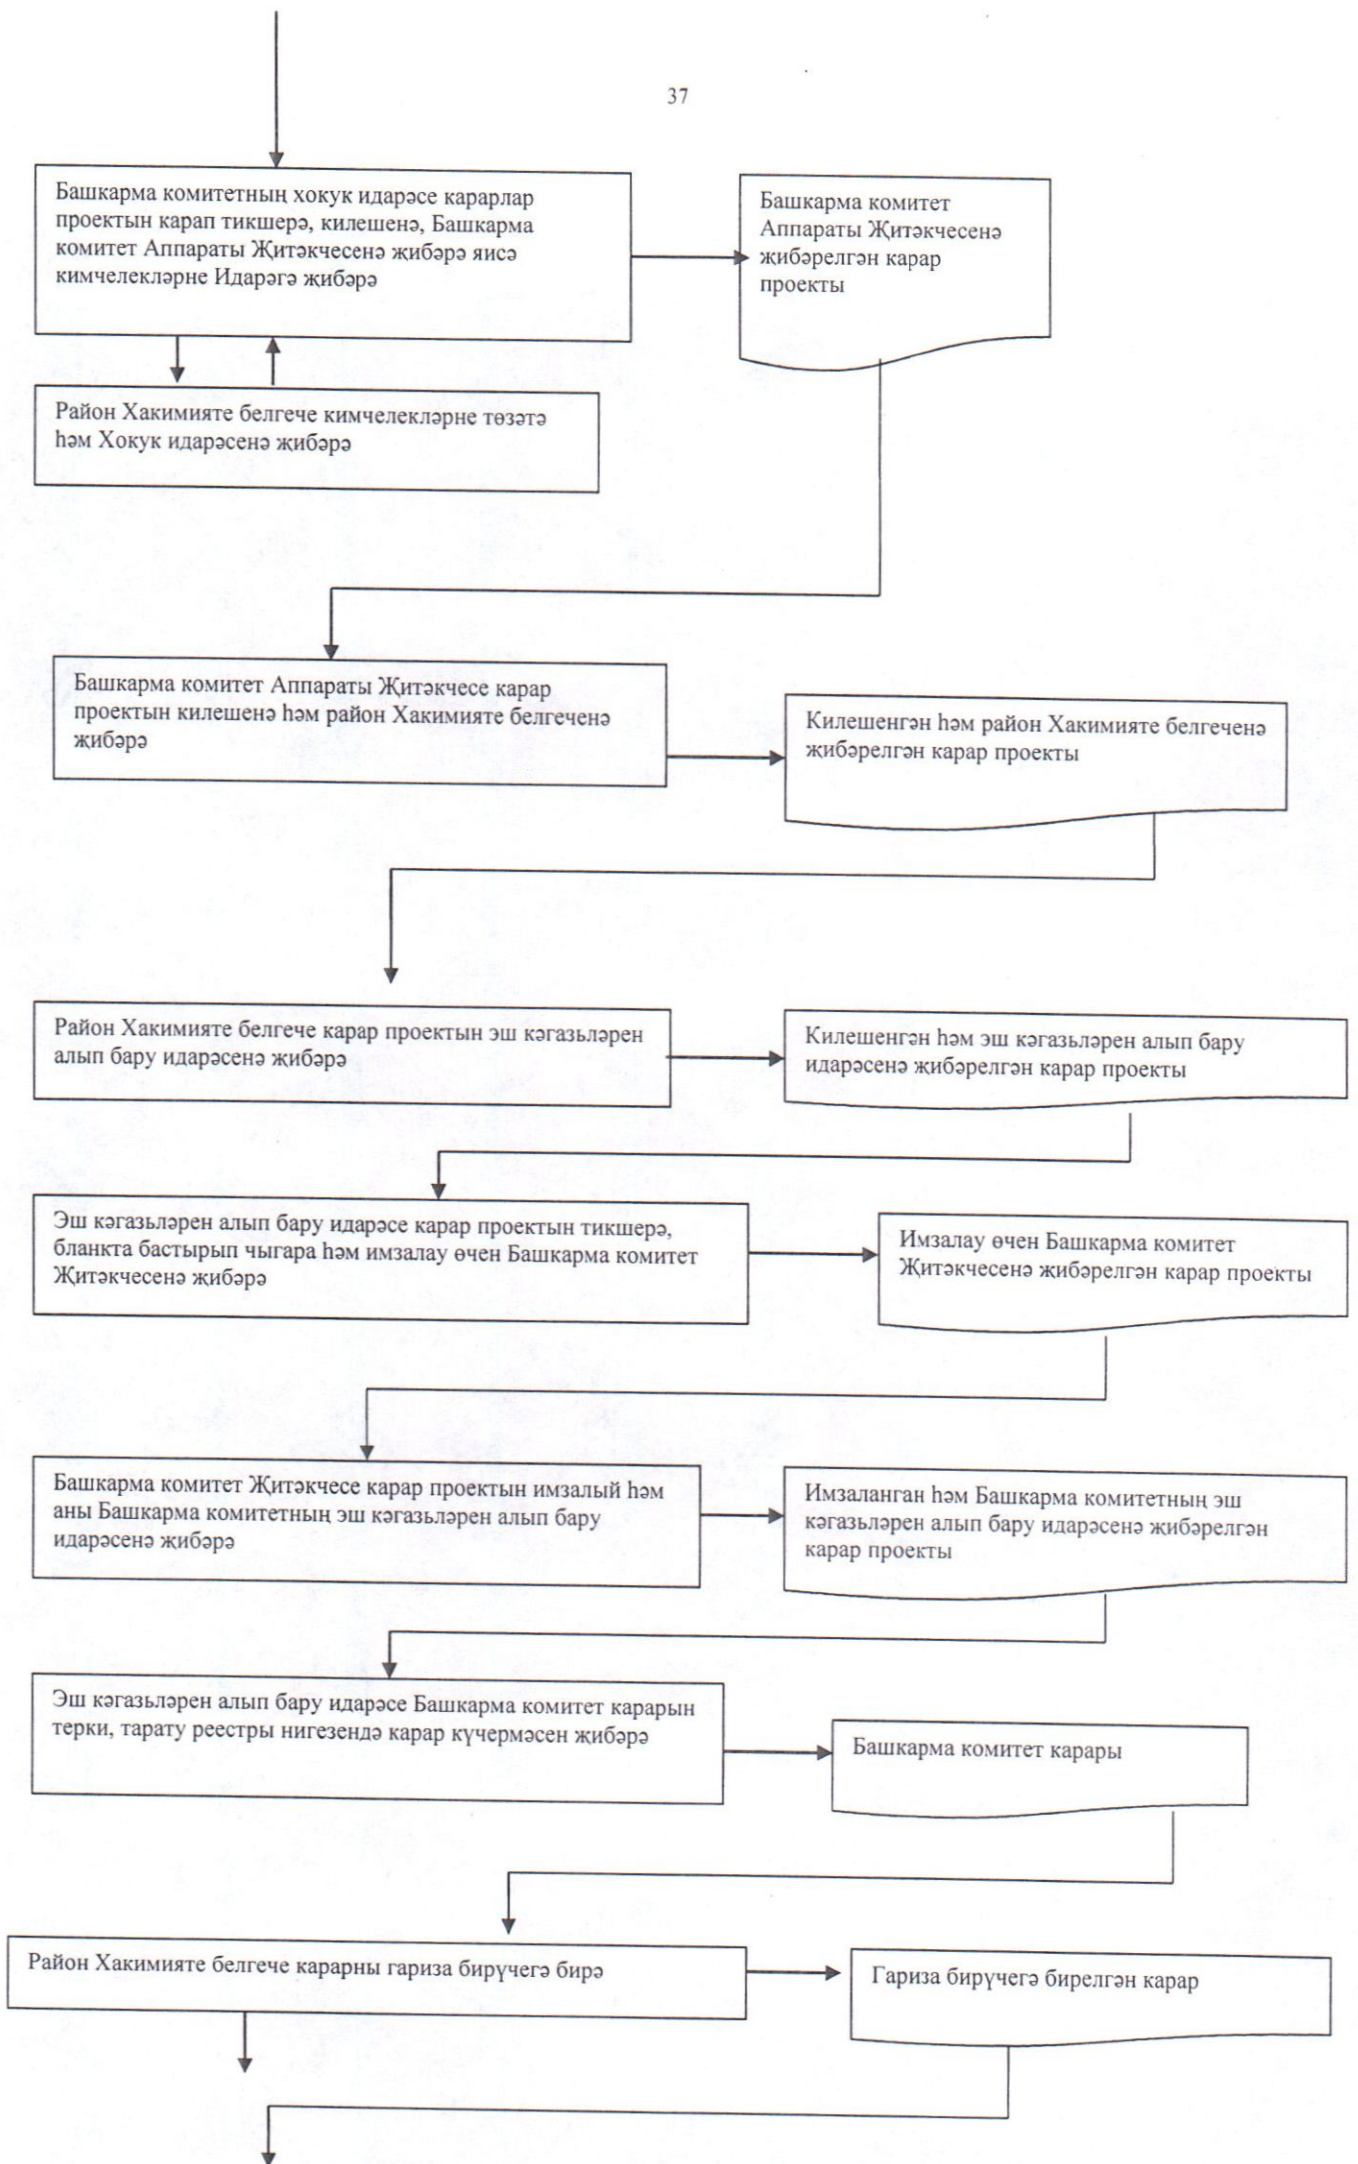 37
Башкарма комитетның хокук идарәсе карарлар
проектын карап тикшерә, килешенә, Башкарма
комитет Аппараты Җитәкчесенә җибәрә яисә
кимчелекләрне Идарәгә җибәрә
Башкарма комитет
Аппараты Җитәкчесенә
җибәрелгән карар
проекты
Район Хакимияте белгече кимчелекләрне төзәтә
һәм Хокук идарәсенә җибәрә
Башкарма комитет Аппараты Җитәкчесе карар
проектын килешенә һәм район Хакимияте белгеченә
җибәрә
Килешенгән һәм район Хакимияте белгеченә
җибәрелгән карар проекты
Район Хакимияте белгече карар проектын эш кәгазьләрен
алып бару идарәсенә җибәрә
Килешенгән һәм эш кәгазьләрен алып бару
идарәсенә җибәрелгән карар проекты
Эш кәгазьләрен алып бару идарәсе карар проектын тикшерә,
бланкта бастырып чыгара һәм имзалау өчен Башкарма комитет
Җитәкчесенә җибәрә
Имзалау өчен Башкарма комитет
Җитәкчесенә җибәрелгән карар проекты
Башкарма комитет Җитәкчесе карар проектын имзалый һәм
аны Башкарма комитетның эш кәгазьләрен алып бару
идарәсенә җибәрә
Имзаланган һәм Башкарма комитетның эш
кәгазьләрен алып бару идарәсенә җибәрелгән
карар проекты
Эш кәгазьләрен алып бару идарәсе Башкарма комитет карарын
терки, тарату реестры нигезендә карар күчермәсен җибәрә
Башкарма комитет карары
Район Хакимияте белгече карарны гариза бирүчегә бирә
Гариза бирүчегә бирелгән карар